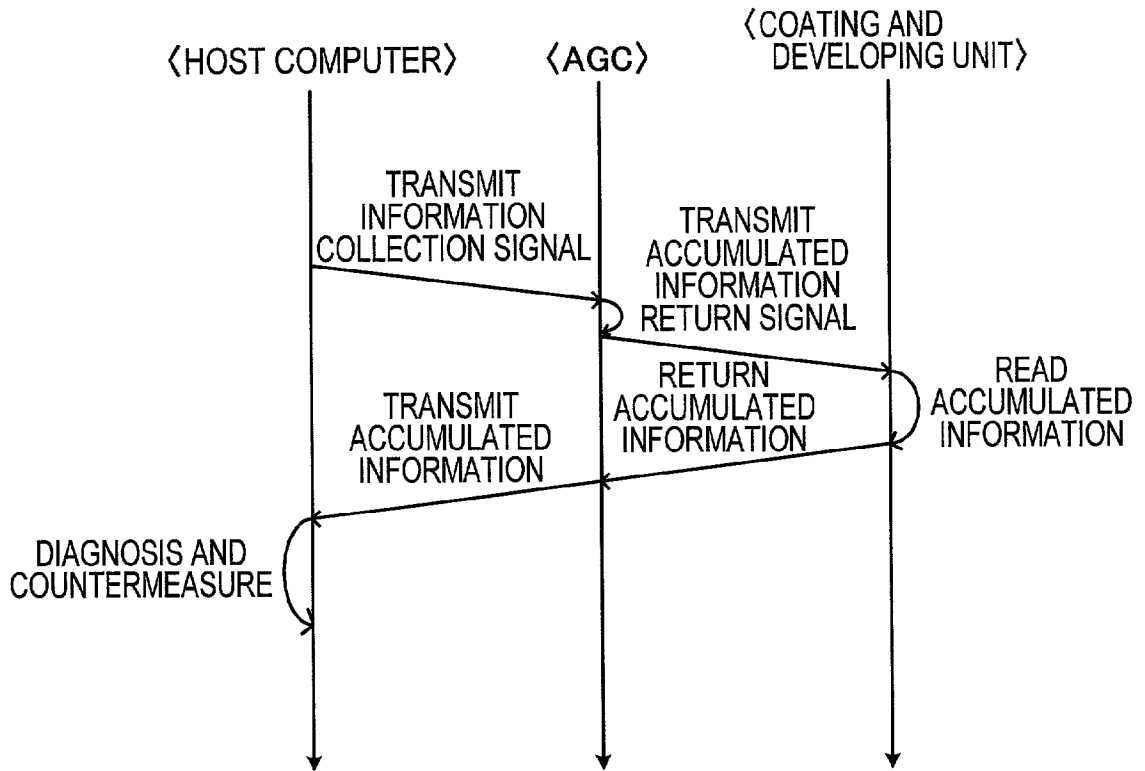 〈HOST COMPUTER〉
〈AGC〉
〈COATING AND
DEVELOPING UNIT〉
TRANSMIT
INFORMATION
COLLECTION SIGNAL
TRANSMIT
ACCUMULATED
INFORMATION
RETURN SIGNAL
READ
ACCUMULATED
INFORMATION
RETURN
ACCUMULATED
INFORMATION
TRANSMIT
ACCUMULATED
INFORMATION
DIAGNOSIS AND
COUNTERMEASURE